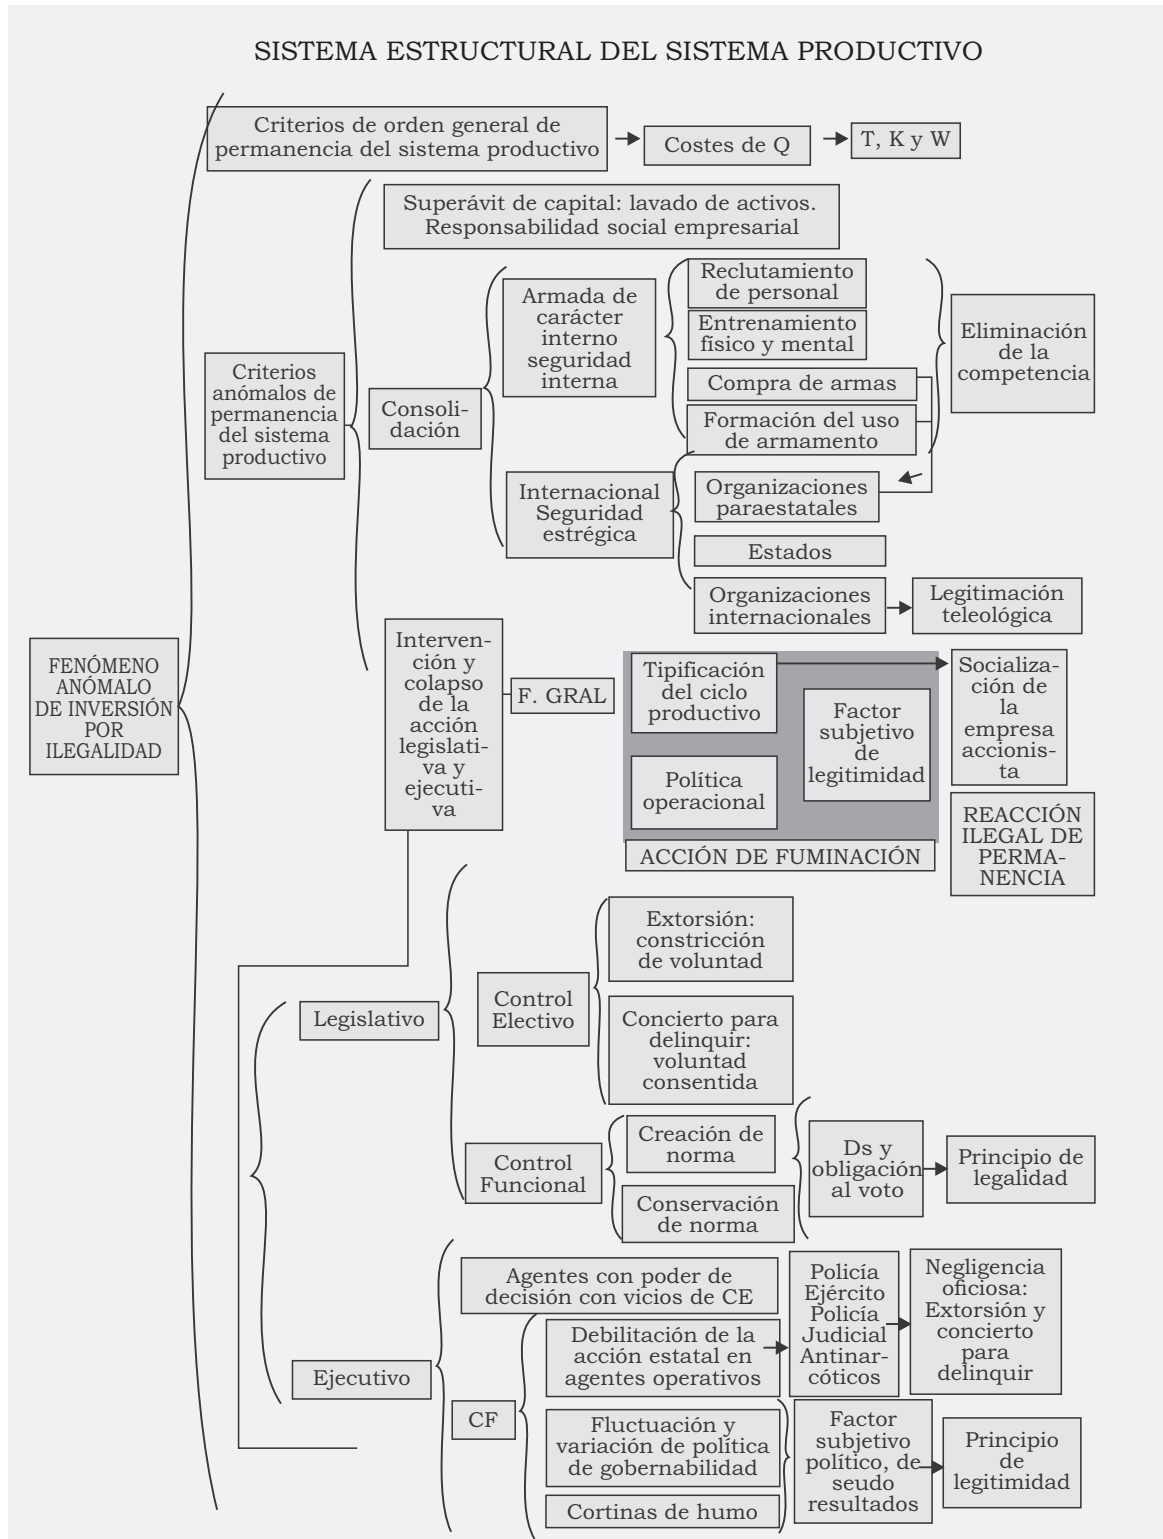 SISTEMA ESTRUCTURAL DEL SISTEMA PRODUCTIVO
Criterios de orden general de
permanencia del sistema productivo
Costes de Q
T, K y W
Superávit de capital: lavado de activos.
Responsabilidad social empresarial
Criterios
anómalos de
permanencia
del sistema
productivo
Consoli-
dación
Armada de
carácter
interno
seguridad
interna
Reclutamiento
de personal
Entrenamiento
físico y mental
Compra de armas
Formación del uso
de armamento
Eliminación
de la
competencia
Internacional
Seguridad
estrégica
Organizaciones
paraestatales
Estados
Organizaciones
internacionales
Legitimación
teleológica
FENÓMENO
ANÓMALO
DE INVERSIÓN
POR
ILEGALIDAD
Interven-
ción y
colapso
de la
acción
legislati-
va y
ejecuti-
va
F. GRAL
Tipificación
del ciclo
productivo
Política
operacional
Factor
subjetivo
de
legitimidad
ACCIÓN DE FUMINACIÓN
Socializa-
ción de
la
empresa
accionis-
ta
REACCIÓN
ILEGAL DE
PERMA-
NENCIA
Legislativo
Control
Electivo
Extorsión:
constricción
de voluntad
Concierto para
delinquir:
voluntad
consentida
Control
Funcional
Creación de
norma
Conservación
de norma
Ds y
obligación
al voto
Principio de
legalidad
Ejecutivo
Agentes con poder de
decisión con vicios de CE
CF
Debilitación de la
acción estatal en
agentes operativos
Policía
Ejército
Policía
Judicial
Antinar-
cóticos
Negligencia
oficiosa:
Extorsión y
concierto
para
delinquir
Fluctuación y
variación de política
de gobernabilidad
Cortinas de humo
Factor
subjetivo
político, de
seudo
resultados
Principio
de
legitimidad